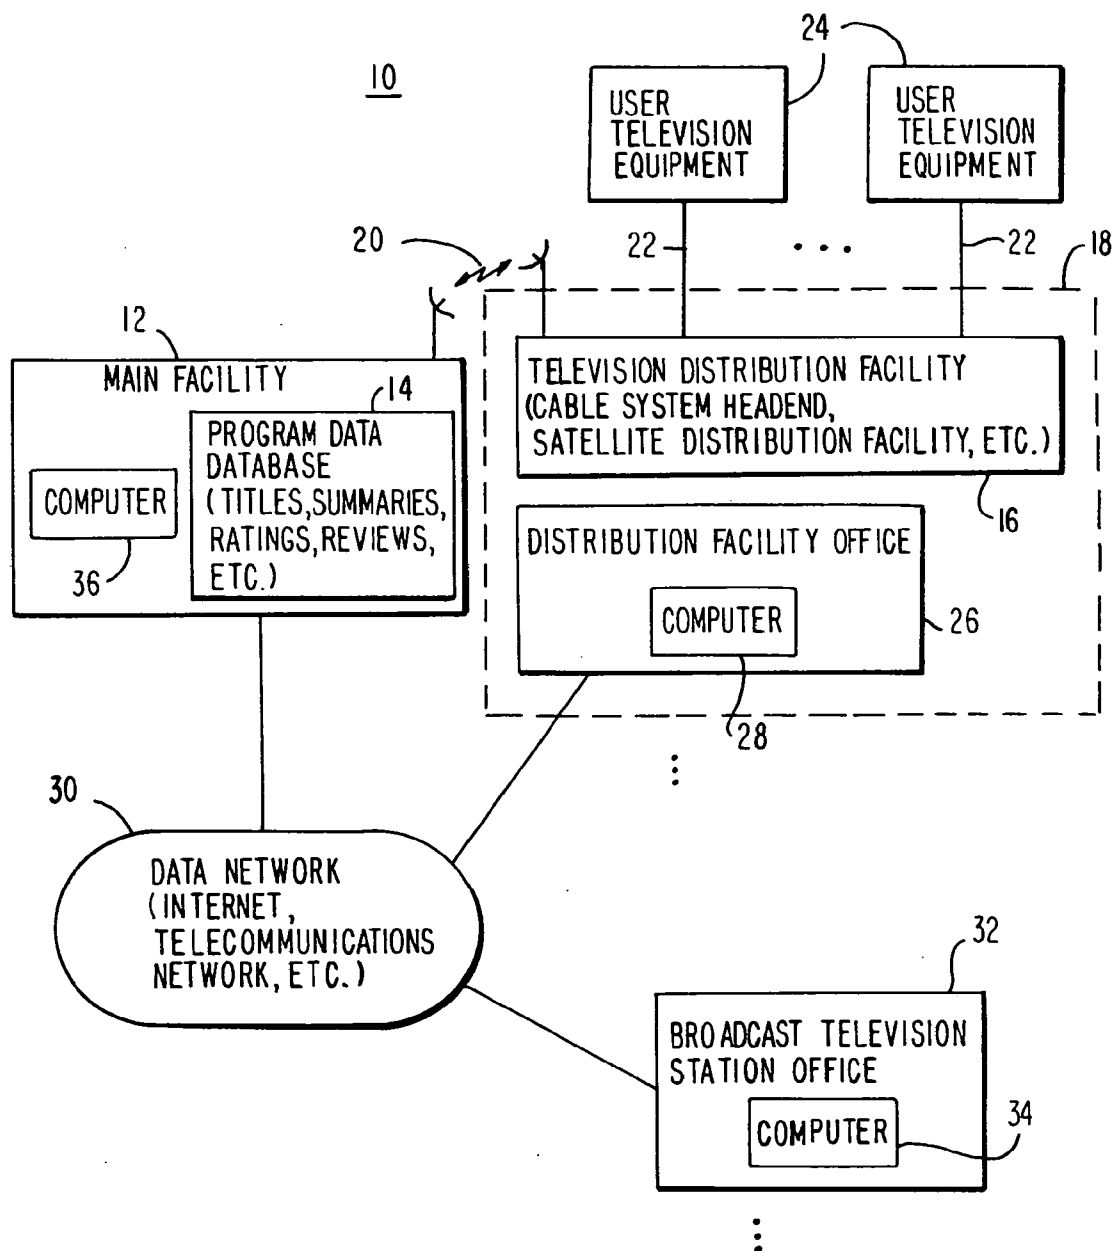 10
24
USER
TELEVISION
EQUIPMENT
USER
TELEVISION
EQUIPMENT
20
22
• • •
22
18
12
MAIN FACILITY
14
PROGRAM DATA
DATABASE
(TITLES,SUMMARIES,
RATINGS,REVIEWS,
ETC.)
COMPUTER
36
TELEVISION DISTRIBUTION FACILITY
(CABLE SYSTEM HEADEND,
SATELLITE DISTRIBUTION FACILITY, ETC.)
16
DISTRIBUTION FACILITY OFFICE
COMPUTER
26
28
30
DATA NETWORK
(INTERNET,
TELECOMMUNICATIONS
NETWORK, ETC.)
32
BROADCAST TELEVISION
STATION OFFICE
COMPUTER
34